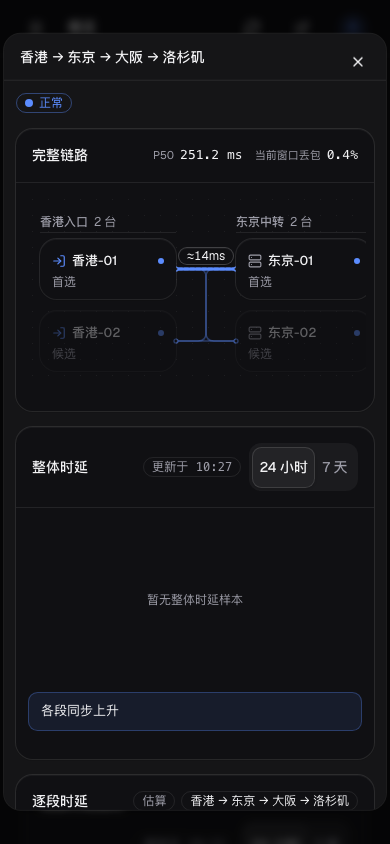 香港 → 东京 → 大阪 → 洛杉矶
正常
完整链路 P50 251.2 ms 当前窗口丢包 0.4%
香港入口 2 台 东京中转 2 台
≈14ms
香港-01 东京-01
首选 首选
香港-02 东京-02
候选 候选
整体时延 更新于 10:27 24 小时 7 天
暂无整体时延样本
各段同步上升
逐段时延 估算 香港 → 东京 → 大阪 → 洛杉矶